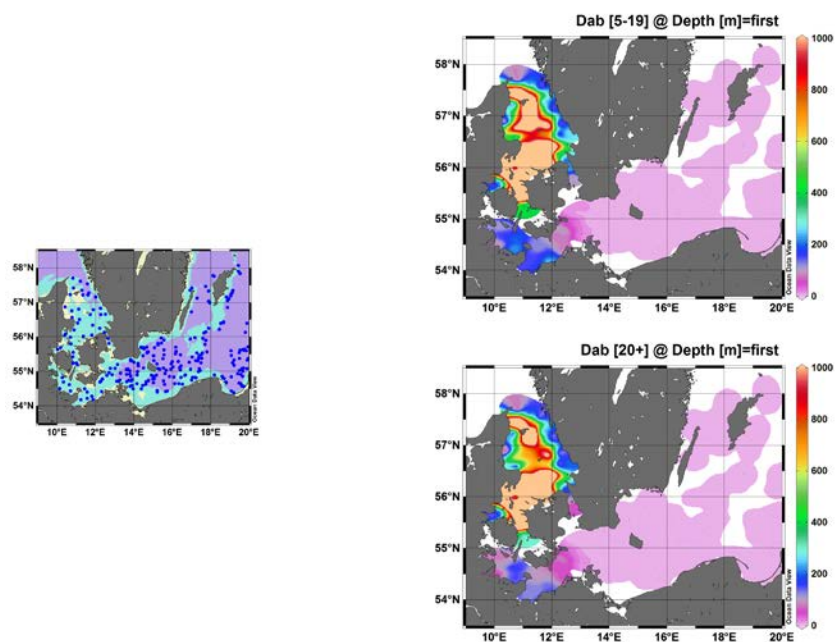 Dab [5-19] @ Depth [m]=first
58°N
57°N
56°N
55°N
54°N
10°E 12°E 14°E 16°E 18°E 20°E
1000
800
600
400
200
0
Ocean Data View
58°N
57°N
56°N
55°N
54°N
10°E 12°E 14°E 16°E 18°E 20°E
Ocean Data View
Dab [20+] @ Depth [m]=first
58°N
57°N
56°N
55°N
54°N
10°E 12°E 14°E 16°E 18°E 20°E
1000
800
600
400
200
0
Ocean Data View